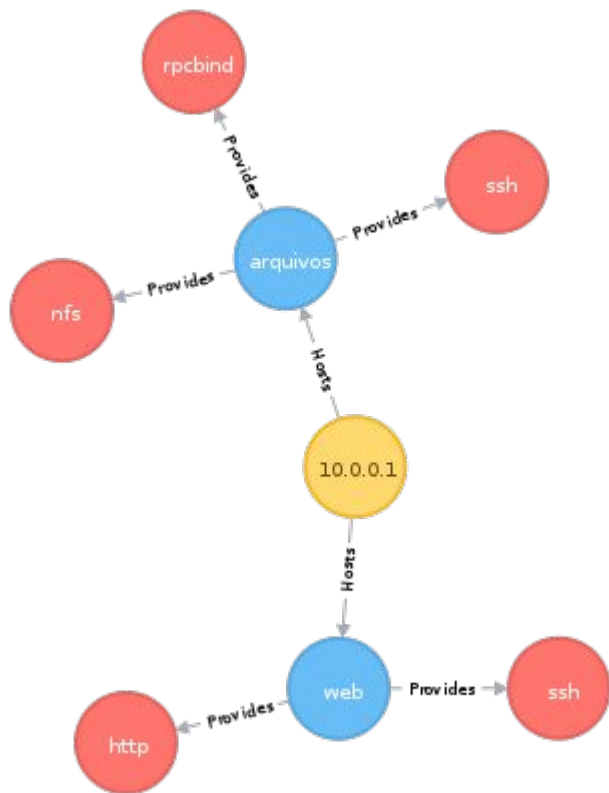 rpcbind
Provides
ssh
Provides
arquivos
Provides
nfs
Hosts
10.0.0.1
Hosts
web
Provides
ssh
Provides
http